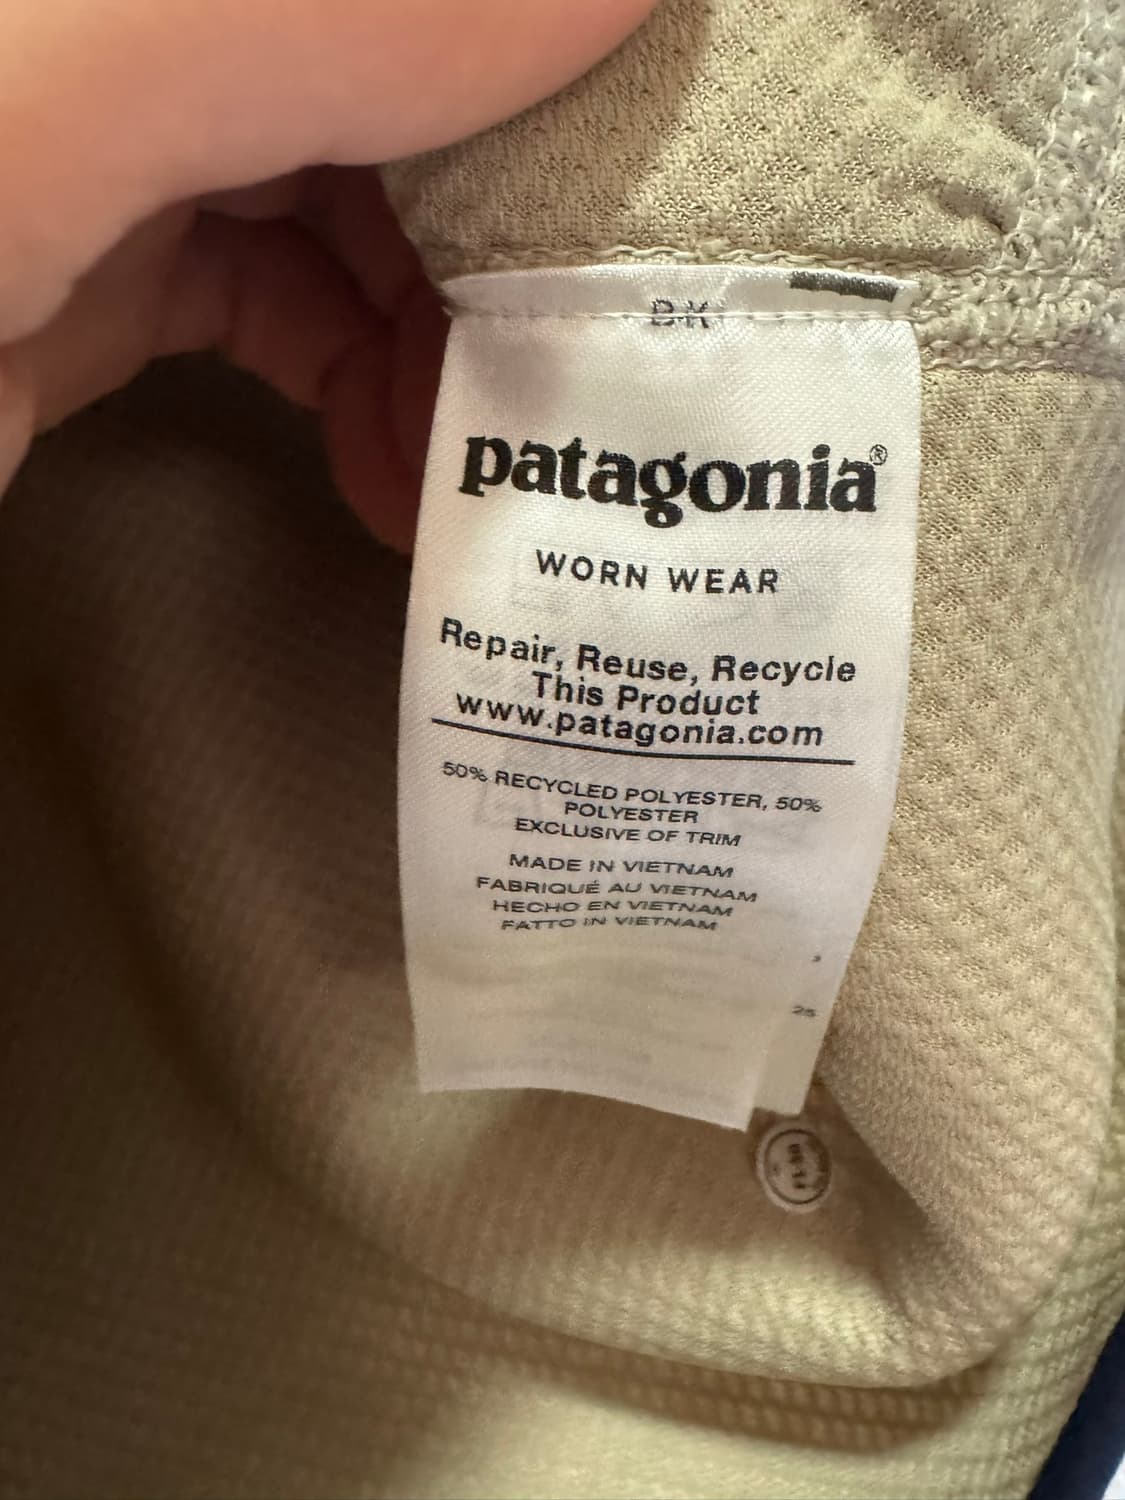 B-K
patagonia®
WORN WEAR
Repair, Reuse, Recycle
This Product
www.patagonia.com
50% RECYCLED POLYESTER, 50%
POLYESTER
EXCLUSIVE OF TRIM
MADE IN VIETNAM
FABRIQUÉ AU VIETNAM
HECHO EN VIETNAM
FATTO IN VIETNAM
25